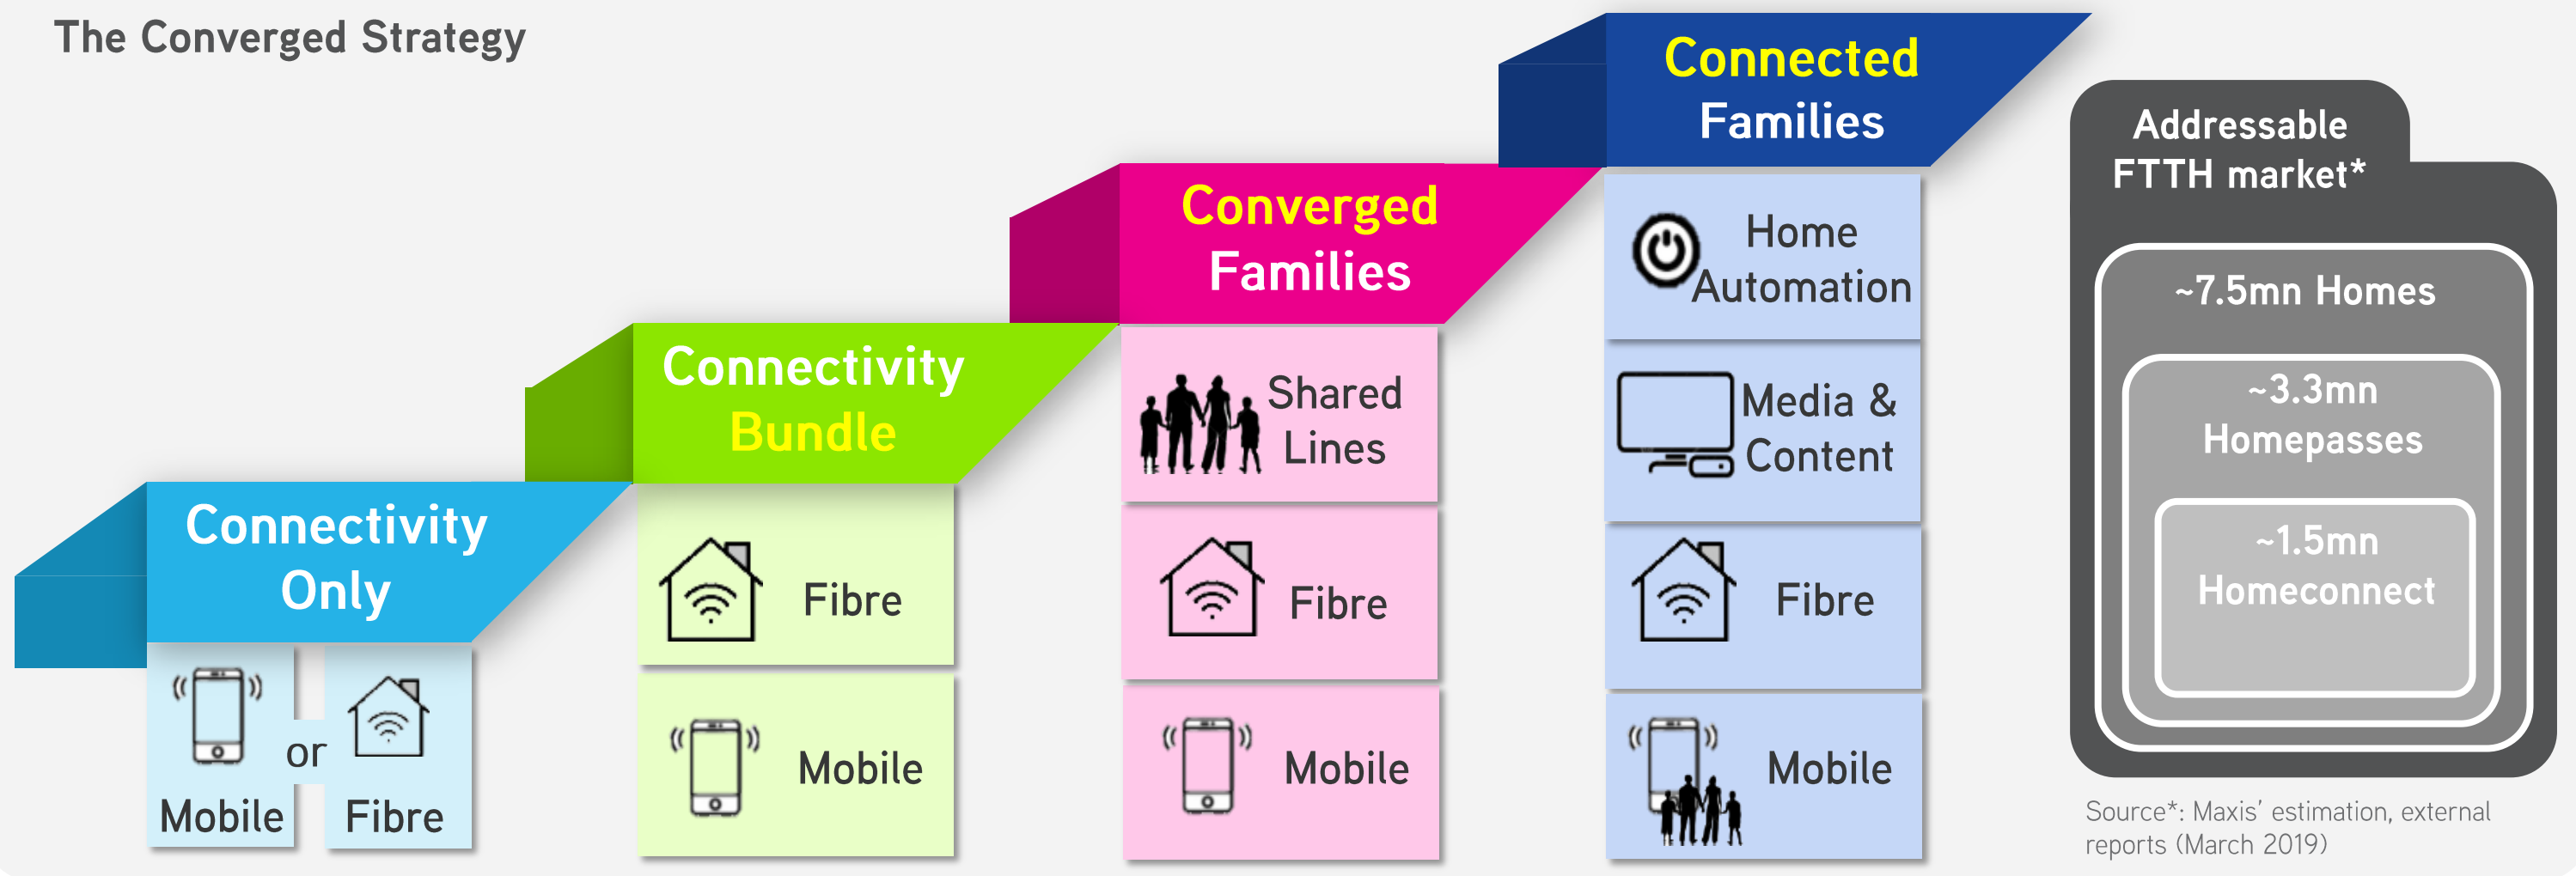 The Converged Strategy
Connectivity
Only
Mobile
or
Fibre
Connectivity
Bundle
Fibre
Mobile
Converged
Families
Shared
Lines
Fibre
Mobile
Connected
Families
Home
Automation
Media &
Content
Fibre
Mobile
Addressable
FTTH market*
~7.5mn Homes
~3.3mn
Homepasses
~1.5mn
Homeconnect
Source*: Maxis’ estimation, external
reports (March 2019)